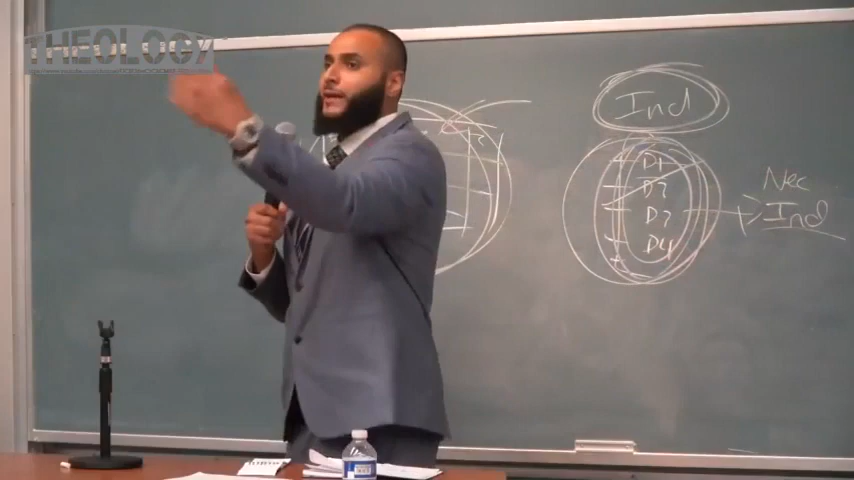 THEOLOGY
Ind
D1
D2
D3
D4
Nec
Ind